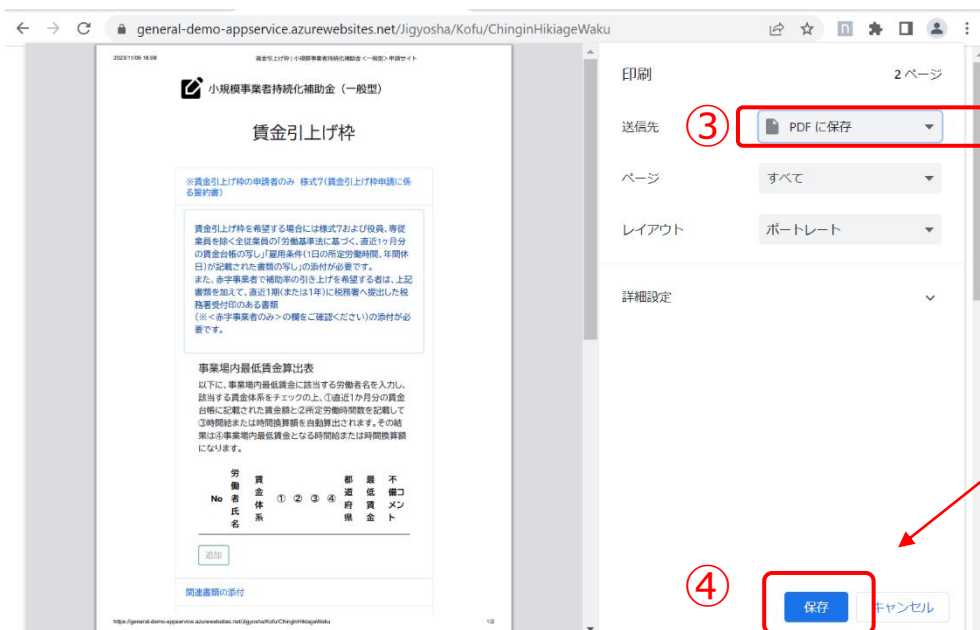 general-demo-appservice.azurewebsites.net/Jigyosha/Kofu/ChinginHikiageWaku
2023/11/06 18:08
賃金引上げ枠 | 小規模事業者持続化補助金<一般型>申請サイト
小規模事業者持続化補助金（一般型）
賃金引上げ枠
※賃金引上げ枠の申請者のみ 様式7(賃金引上げ枠申請に係
る誓約書)
賃金引上げ枠を希望する場合には様式7および役員、専従
業員を除く全従業員の「労働基準法に基づく、直近1ヶ月分
の賃金台帳の写し」「雇用条件(1日の所定労働時間、年間休
日)が記載された書類の写し」の添付が必要です。
また、赤字事業者で補助率の引き上げを希望する者は、上記
書類を加えて、直近1期(または1年)に税務署へ提出した税
務署受付印のある書類
(※<赤字事業者のみ>の欄をご確認ください)の添付が必
要です。
事業場内最低賃金算出表
以下に、事業場内最低賃金に該当する労働者名を入力し、
該当する賃金体系をチェックの上、①直近1か月分の賃金
台帳に記載された賃金額と②所定労働時間数を記載して
③時間給または時間換算額を自動算出されます。その結
果は④事業場内最低賃金となる時間給または時間換算額
になります。
No 労働者氏名 賃金体系 ① ② ③ ④ 都道府県 最低賃金 不備コメント
追加
関連書類の添付
https://general-demo-appservice.azurewebsites.net/Jigyosha/Kofu/ChinginHikiageWaku
1/2
印刷
2 ページ
送信先
③
PDF に保存
ページ
すべて
レイアウト
ポートレート
詳細設定
④
保存
キャンセル